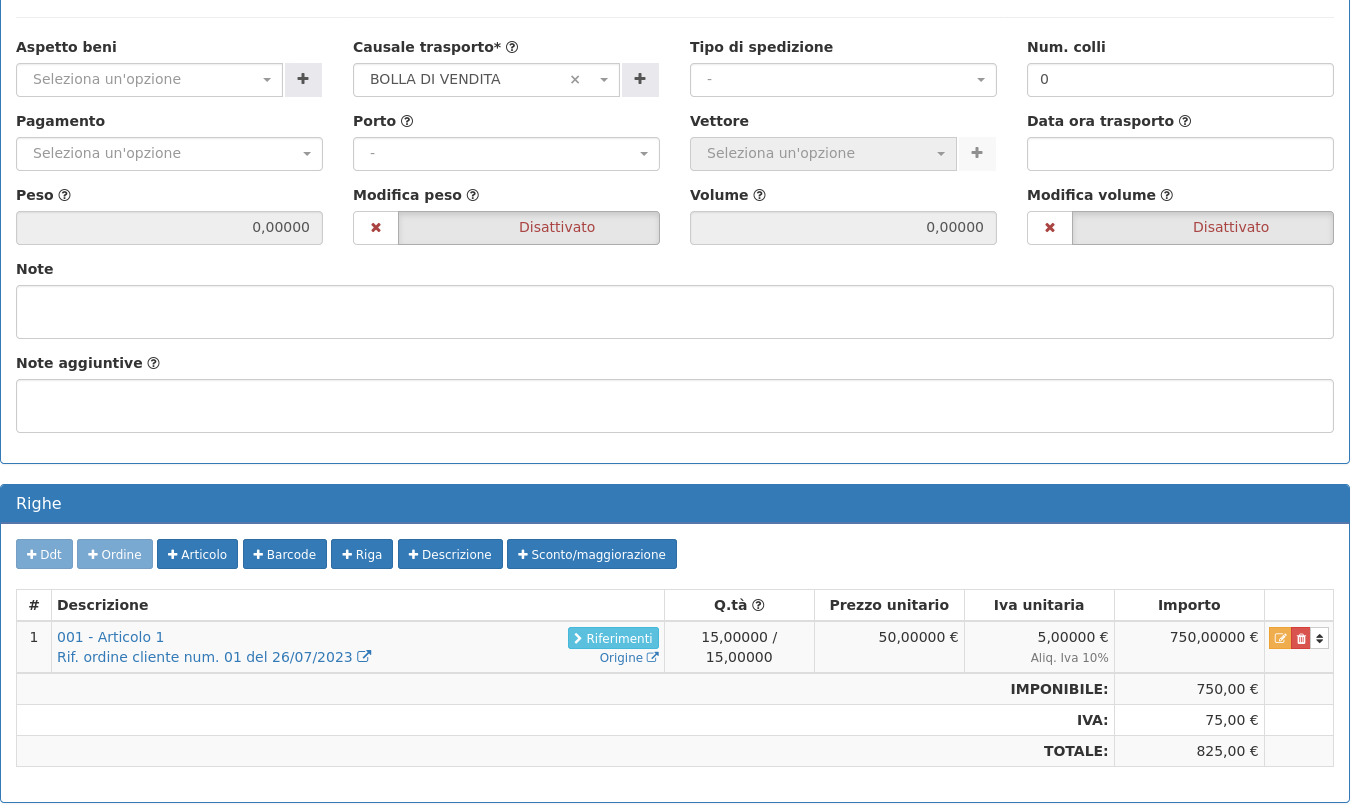 Aspetto beni Causale trasporto* Tipo di spedizione Num. colli
Seleziona un'opzione BOLLA DI VENDITA × - 0
Pagamento Porto Vettore Data ora trasporto
Seleziona un'opzione - Seleziona un'opzione
Peso Modifica peso Volume Modifica volume
0,00000 Disattivato 0,00000 Disattivato
Note
Note aggiuntive
Righe
Ddt Ordine Articolo Barcode Riga Descrizione Sconto/maggiorazione
# Descrizione Q.tà Prezzo unitario Iva unitaria Importo
1 001 - Articolo 1 Riferimenti 15,00000 / 50,00000 € 5,00000 € 750,00000 €
Rif. ordine cliente num. 01 del 26/07/2023 Origine 15,00000 Aliq. Iva 10%
IMPONIBILE: 750,00 €
IVA: 75,00 €
TOTALE: 825,00 €